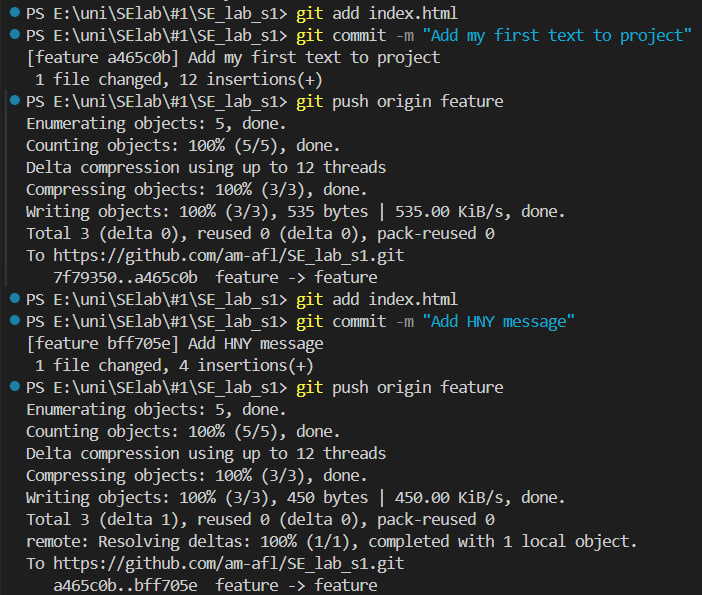 PS E:\uni\SElab\#1\SE_lab_s1> git add index.html
PS E:\uni\SElab\#1\SE_lab_s1> git commit -m "Add my first text to project"
[feature a465c0b] Add my first text to project
 1 file changed, 12 insertions(+)
PS E:\uni\SElab\#1\SE_lab_s1> git push origin feature
Enumerating objects: 5, done.
Counting objects: 100% (5/5), done.
Delta compression using up to 12 threads
Compressing objects: 100% (3/3), done.
Writing objects: 100% (3/3), 535 bytes | 535.00 KiB/s, done.
Total 3 (delta 0), reused 0 (delta 0), pack-reused 0
To https://github.com/am-afl/SE_lab_s1.git
   7f79350..a465c0b  feature -> feature
PS E:\uni\SElab\#1\SE_lab_s1> git add index.html
PS E:\uni\SElab\#1\SE_lab_s1> git commit -m "Add HNY message"
[feature bff705e] Add HNY message
 1 file changed, 4 insertions(+)
PS E:\uni\SElab\#1\SE_lab_s1> git push origin feature
Enumerating objects: 5, done.
Counting objects: 100% (5/5), done.
Delta compression using up to 12 threads
Compressing objects: 100% (3/3), done.
Writing objects: 100% (3/3), 450 bytes | 450.00 KiB/s, done.
Total 3 (delta 1), reused 0 (delta 0), pack-reused 0
remote: Resolving deltas: 100% (1/1), completed with 1 local object.
To https://github.com/am-afl/SE_lab_s1.git
   a465c0b..bff705e  feature -> feature